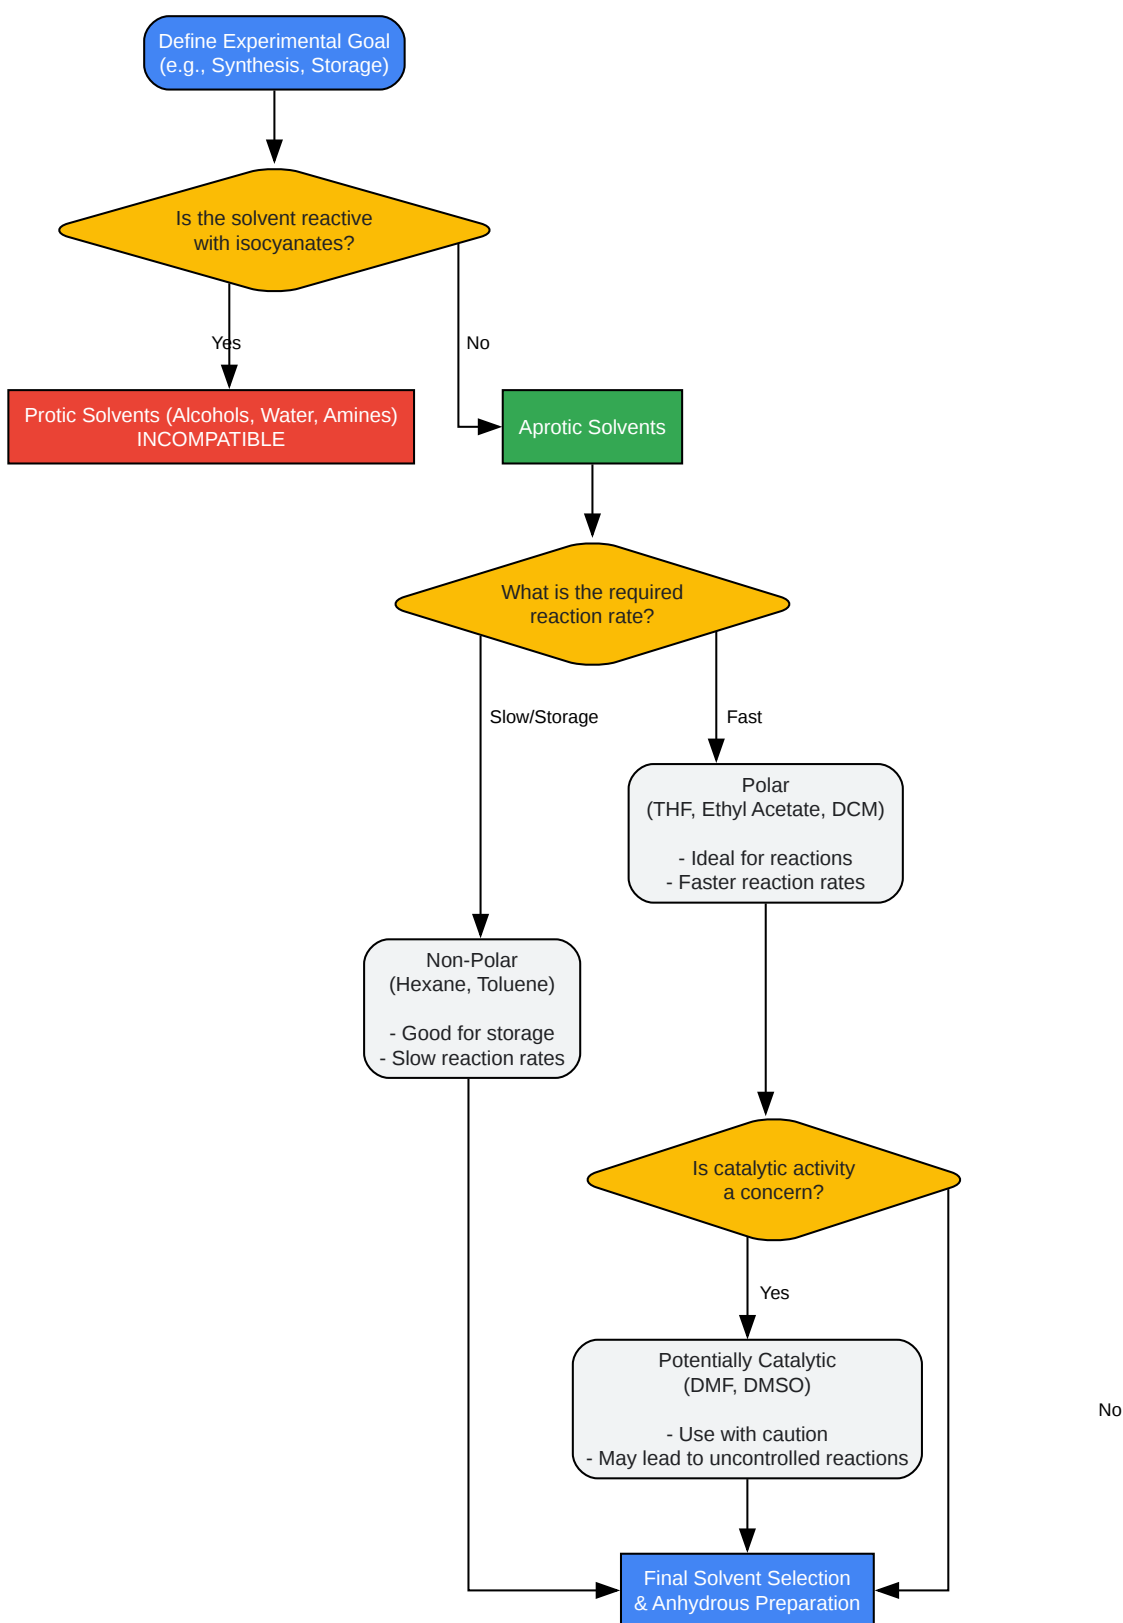 Define Experimental Goal
(e.g., Synthesis, Storage)
Is the solvent reactive
with isocyanates?
Yes
No
Protic Solvents (Alcohols, Water, Amines)
INCOMPATIBLE
Aprotic Solvents
What is the required
reaction rate?
Slow/Storage
Fast
Polar
(THF, Ethyl Acetate, DCM)
- Ideal for reactions
- Faster reaction rates
Non-Polar
(Hexane, Toluene)
- Good for storage
- Slow reaction rates
Is catalytic activity
a concern?
Yes
Potentially Catalytic
(DMF, DMSO)
- Use with caution
- May lead to uncontrolled reactions
No
Final Solvent Selection
& Anhydrous Preparation